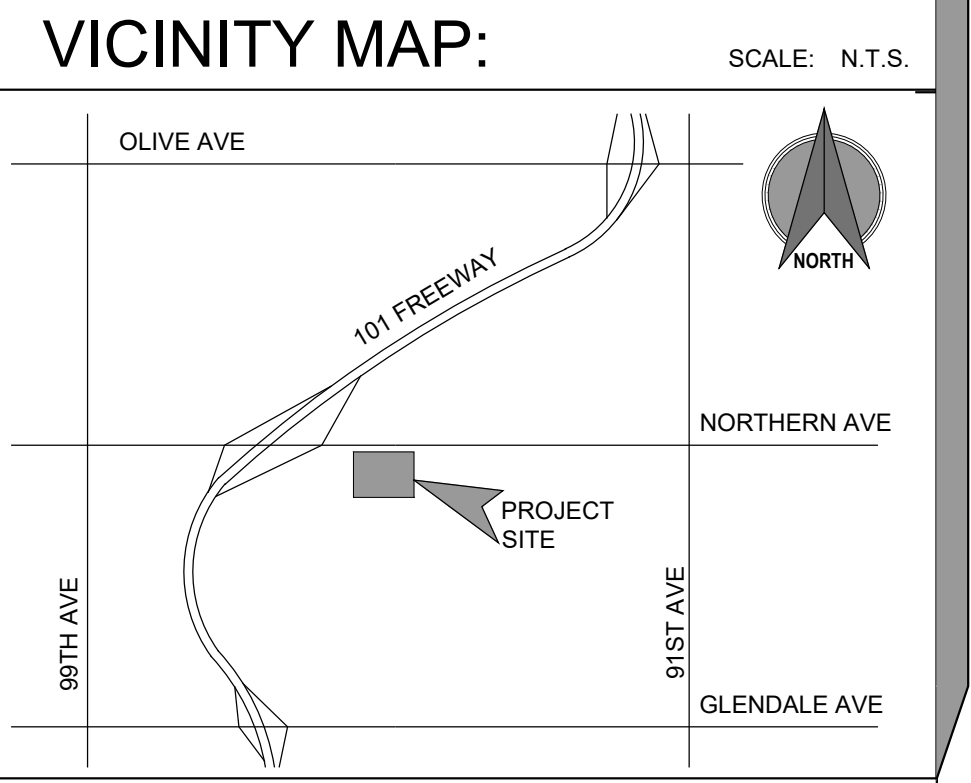 VICINITY MAP:
SCALE: N.T.S.
OLIVE AVE
101 FREEWAY
NORTH
NORTHERN AVE
PROJECT
SITE
99TH AVE
91ST AVE
GLENDALE AVE